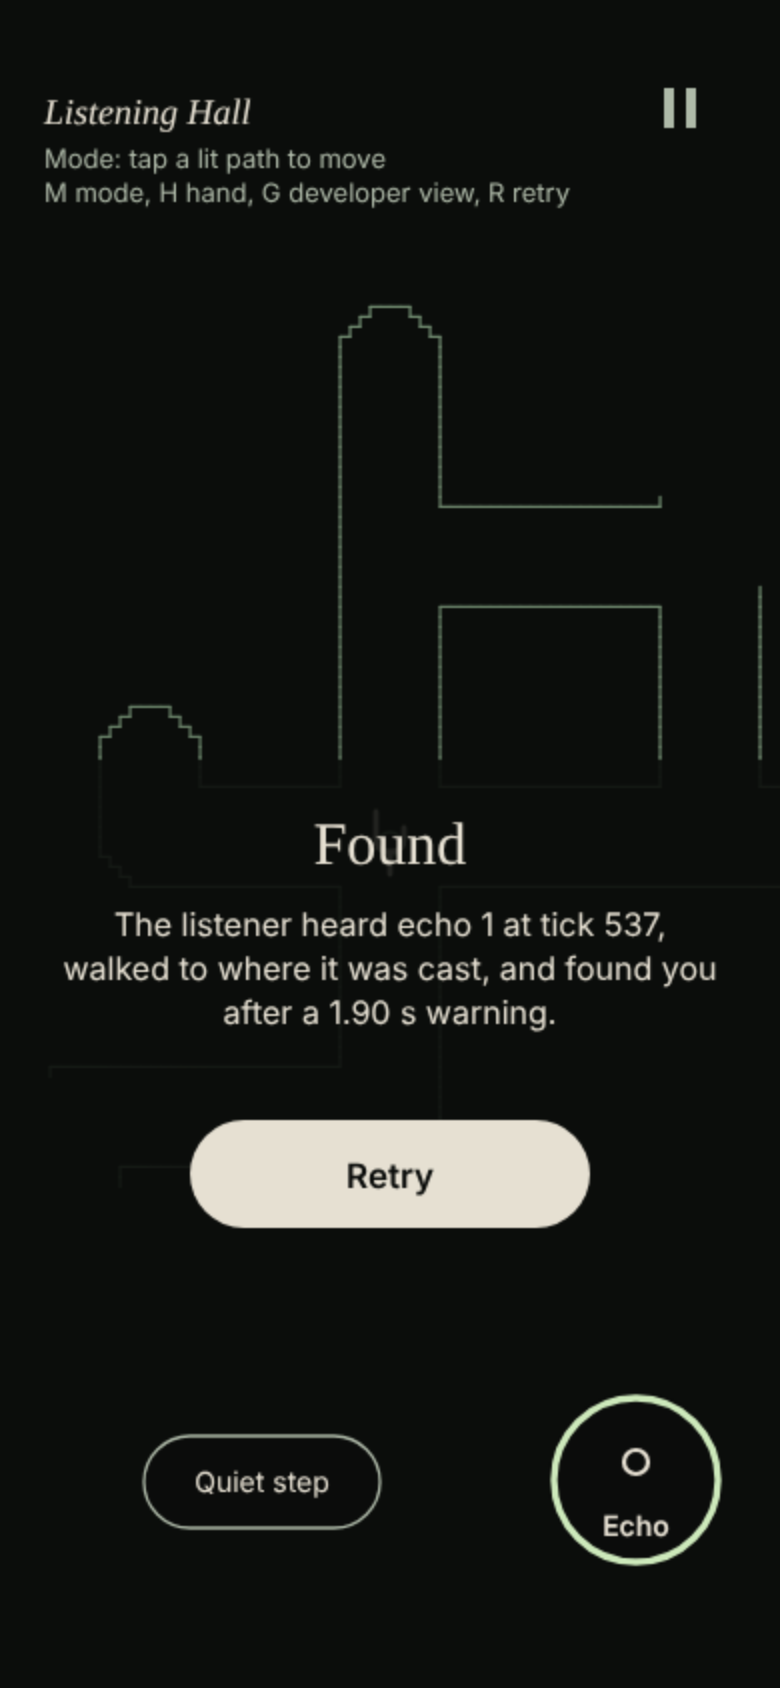 Listening Hall
Mode: tap a lit path to move
M mode, H hand, G developer view, R retry
Found
The listener heard echo 1 at tick 537,
walked to where it was cast, and found you
after a 1.90 s warning.
Retry
Quiet step
Echo